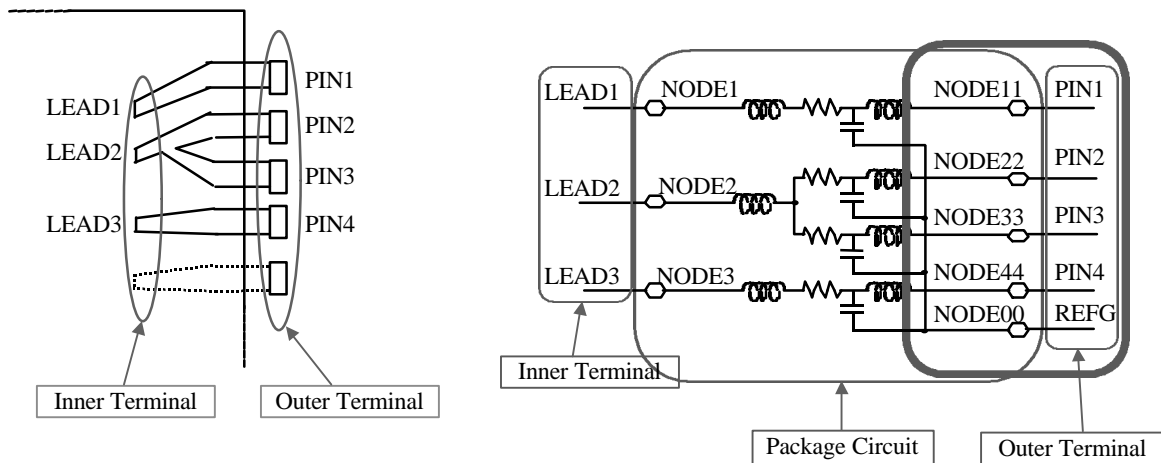 LEAD1
LEAD2
LEAD3
PIN1
PIN2
PIN3
PIN4
Inner Terminal
Outer Terminal
LEAD1
NODE1
NODE11
PIN1
LEAD2
NODE2
NODE22
PIN2
NODE33
PIN3
LEAD3
NODE3
NODE44
PIN4
NODE00
REFG
Inner Terminal
Package Circuit
Outer Terminal